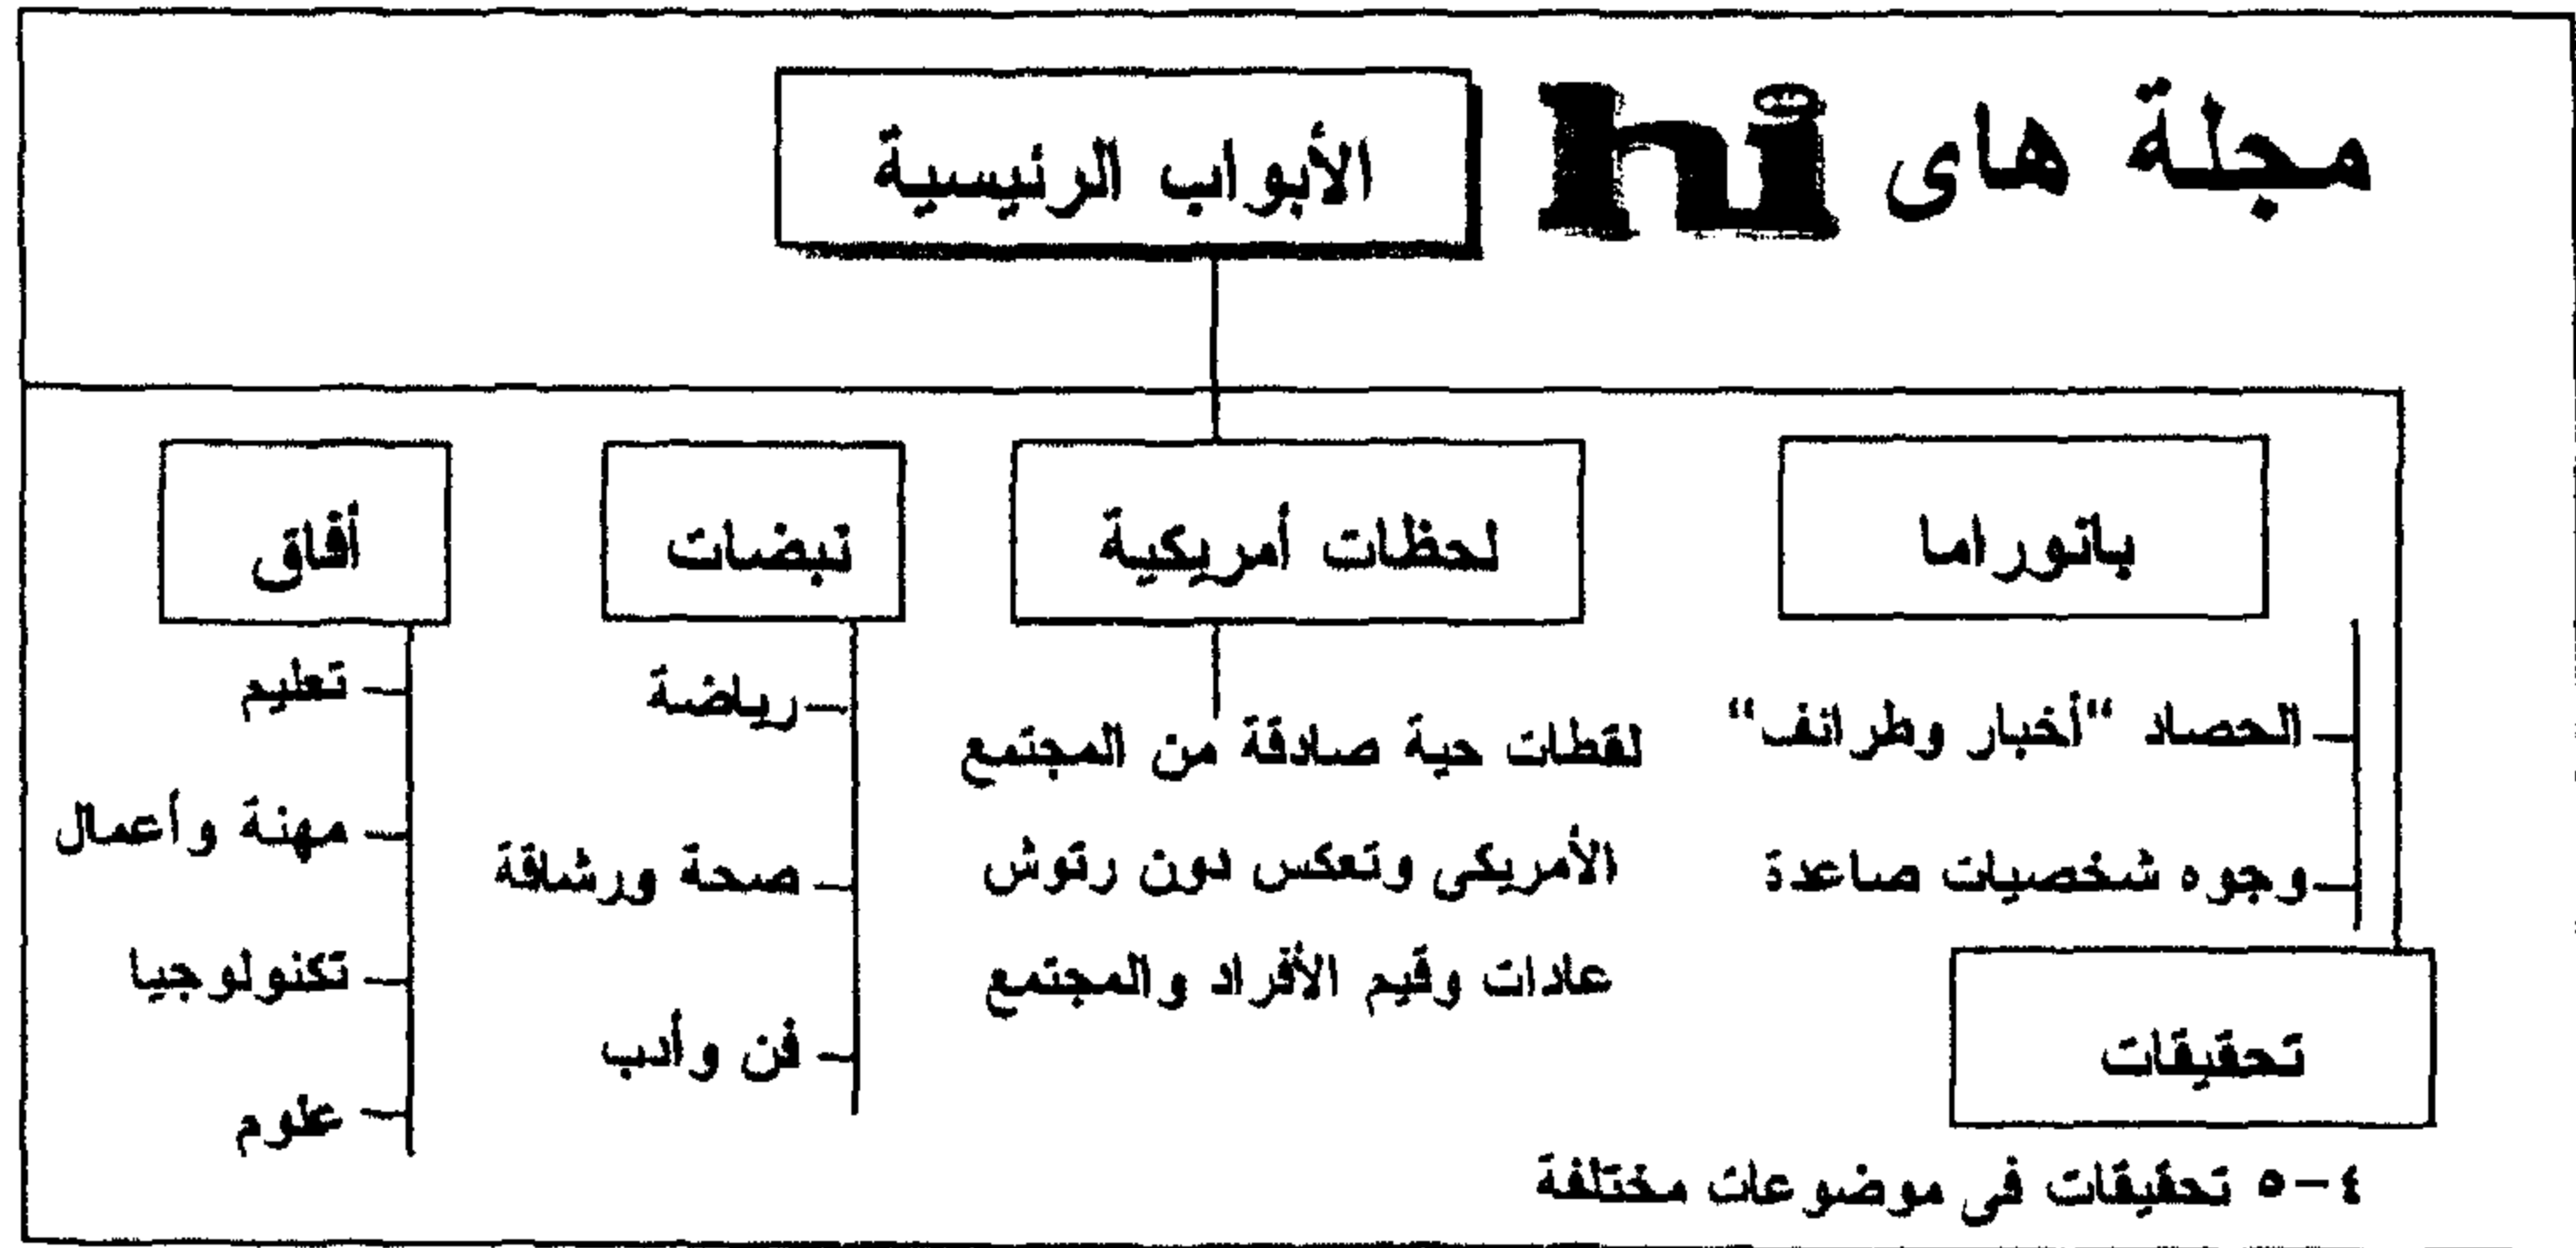 مجلة هاى hi
الأبواب الرئيسية
بانوراما
الحصاد “أخبار وطرائف“
وجوه شخصيات صاعدة
تحقيقات
٤-٥ تحقيقات فى موضوعات مختلفة
لحظات أمريكية
لقطات حية صادقة من المجتمع
الأمريكى وتعكس دون رتوش
عادات وقيم الأفراد والمجتمع
نبضات
رياضة
صحة ورشاقة
فن وأدب
أفاق
تعليم
مهنة وأعمال
تكنولوجيا
علوم